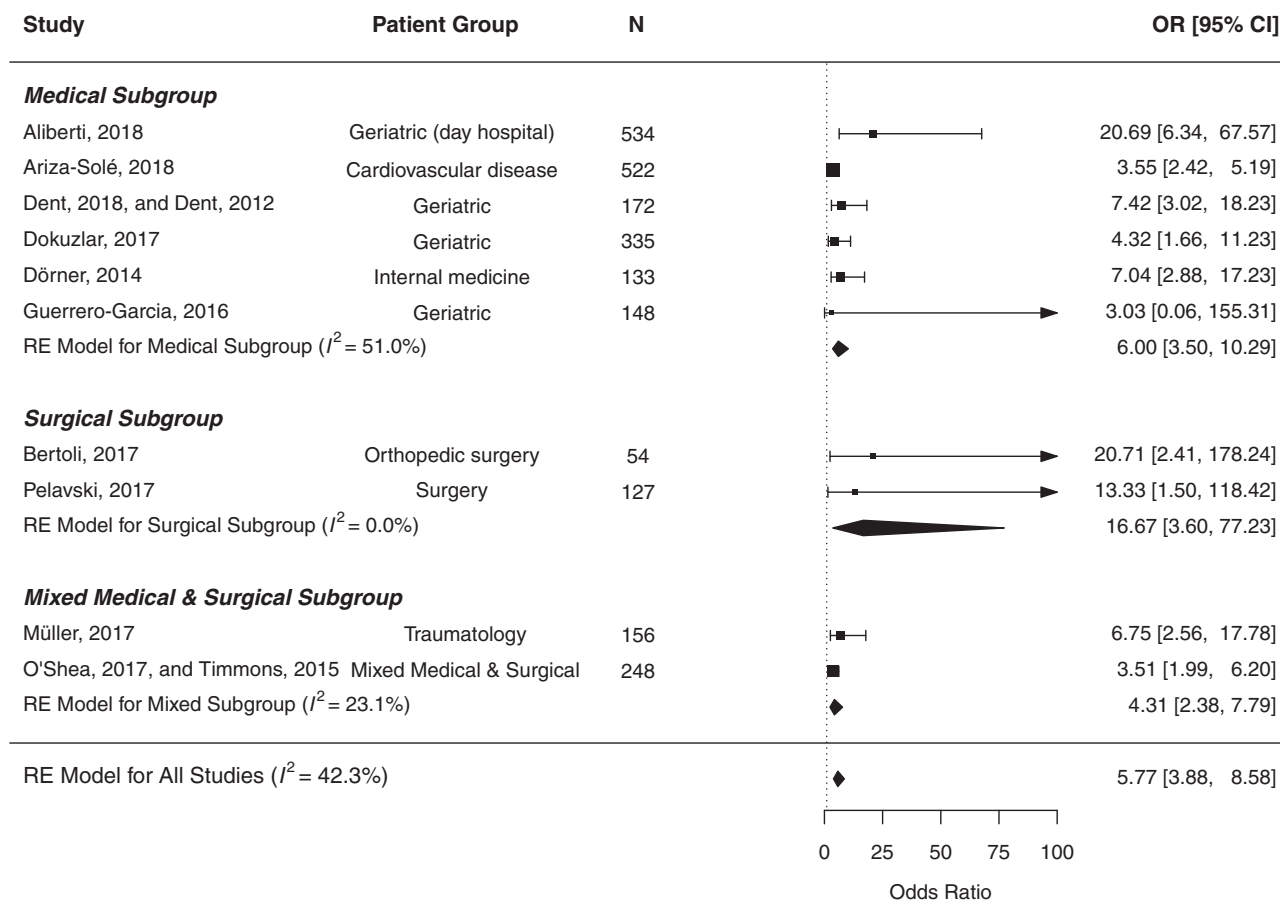 Study Patient Group N OR [95% CI]
Medical Subgroup
Aliberti, 2018 Geriatric (day hospital) 534 20.69 [6.34, 67.57]
Ariza-Solé, 2018 Cardiovascular disease 522 3.55 [2.42, 5.19]
Dent, 2018, and Dent, 2012 Geriatric 172 7.42 [3.02, 18.23]
Dokuzlar, 2017 Geriatric 335 4.32 [1.66, 11.23]
Dörner, 2014 Internal medicine 133 7.04 [2.88, 17.23]
Guerrero-Garcia, 2016 Geriatric 148 3.03 [0.06, 155.31]
RE Model for Medical Subgroup (I² = 51.0%) 6.00 [3.50, 10.29]
Surgical Subgroup
Bertoli, 2017 Orthopedic surgery 54 20.71 [2.41, 178.24]
Pelavski, 2017 Surgery 127 13.33 [1.50, 118.42]
RE Model for Surgical Subgroup (I² = 0.0%) 16.67 [3.60, 77.23]
Mixed Medical & Surgical Subgroup
Müller, 2017 Traumatology 156 6.75 [2.56, 17.78]
O'Shea, 2017, and Timmons, 2015 Mixed Medical & Surgical 248 3.51 [1.99, 6.20]
RE Model for Mixed Subgroup (I² = 23.1%) 4.31 [2.38, 7.79]
RE Model for All Studies (I² = 42.3%) 5.77 [3.88, 8.58]
0 25 50 75 100
Odds Ratio